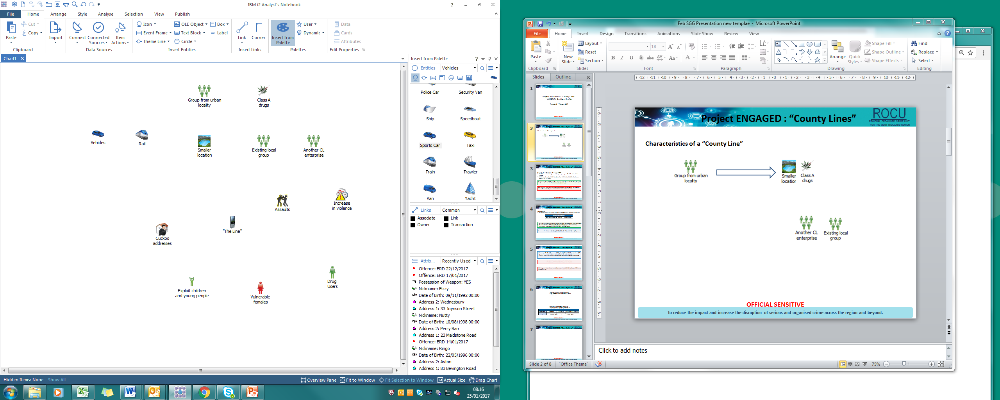 IBM i2 Analyst's Notebook
File Home Arrange Style Analyse Selection View Publish
Paste
Cut
Copy
Clipboard
Import
Connect
Connected Sources
Item Actions
Data Sources
Icon
Event Frame
Theme Line
OLE Object
Text Block
Circle
Box
Label
Insert Entities
Link
Corner
Insert Links
Insert from Palette
User
Dynamic
Palettes
Data
Cards
Attributes
Edit Properties
Chart1
Group from urban
locality
Class A
drugs
Vehicles
Rail
Smaller
location
Existing local
group
Another CL
enterprise
Assaults
Increase
in violence
Cuckoo
addresses
"The Line"
Exploit children
and young people
Vulnerable
females
Drug
Users
Insert from Palette
Entities Vehicles
Police Car Security Van
Ship Speedboat
Sports Car Taxi
Train Trawler
Van Yacht
Links Common
Associate Link
Owner Transaction
Attrib... Recently Used
Offence: ERD 22/12/2017
Offence: ERD 17/01/2017
Possession of Weapon: YES
Nickname: Fizzy
Date of Birth: 09/11/1992 00:00
Address 2: Wednesbury
Address 1: 33 Joynson Street
Nickname: Nutty
Date of Birth: 10/08/1998 00:00
Address 2: Perry Barr
Address 1: 23 Maidstone Road
Offence: ERD 14/01/2017
Nickname: Ringo
Date of Birth: 22/05/1996 00:00
Address 2: Aston
Address 1: 83 Bevington Road
Hidden Items: None Show All
Overview Pane Fit to Window Fit Selection to Window Actual Size Drag Chart
08:16
25/01/2017
Feb SGG Presentation new templae - Microsoft PowerPoint
File Home Insert Design Transitions Animations Slide Show Review View
Paste
Clipboard
New
Slide
Layout
Reset
Section
Slides
18
Font
Paragraph
Arrange
Quick
Styles
Shape Fill
Shape Outline
Shape Effects
Drawing
Find
Replace
Select
Editing
Slides Outline
1
Project ENGAGED : "County Lines"
WMROCU Problem Profile
2
3
4
5
6
7
Project ENGAGED : “County Lines”
ROCU
REGIONAL ORGANISED CRIME UNIT
FOR THE WEST MIDLANDS REGION
Characteristics of a “County Line”
Group from urban
locality
Smaller
location
Class A
drugs
Another CL
enterprise
Existing local
group
OFFICIAL SENSITIVE
To reduce the impact and increase the disruption of serious and organised crime across the region and beyond.
Click to add notes
Slide 2 of 8 "Office Theme" 75%